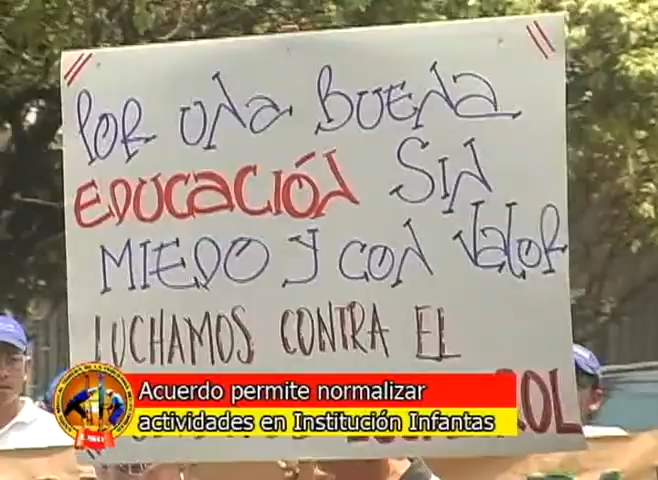 Por una buena
EDUCACIÓN SIN
MIEDO Y CON Valor
LUCHAMOS CONTRA EL
Acuerdo permite normalizar
actividades en Institución Infantas